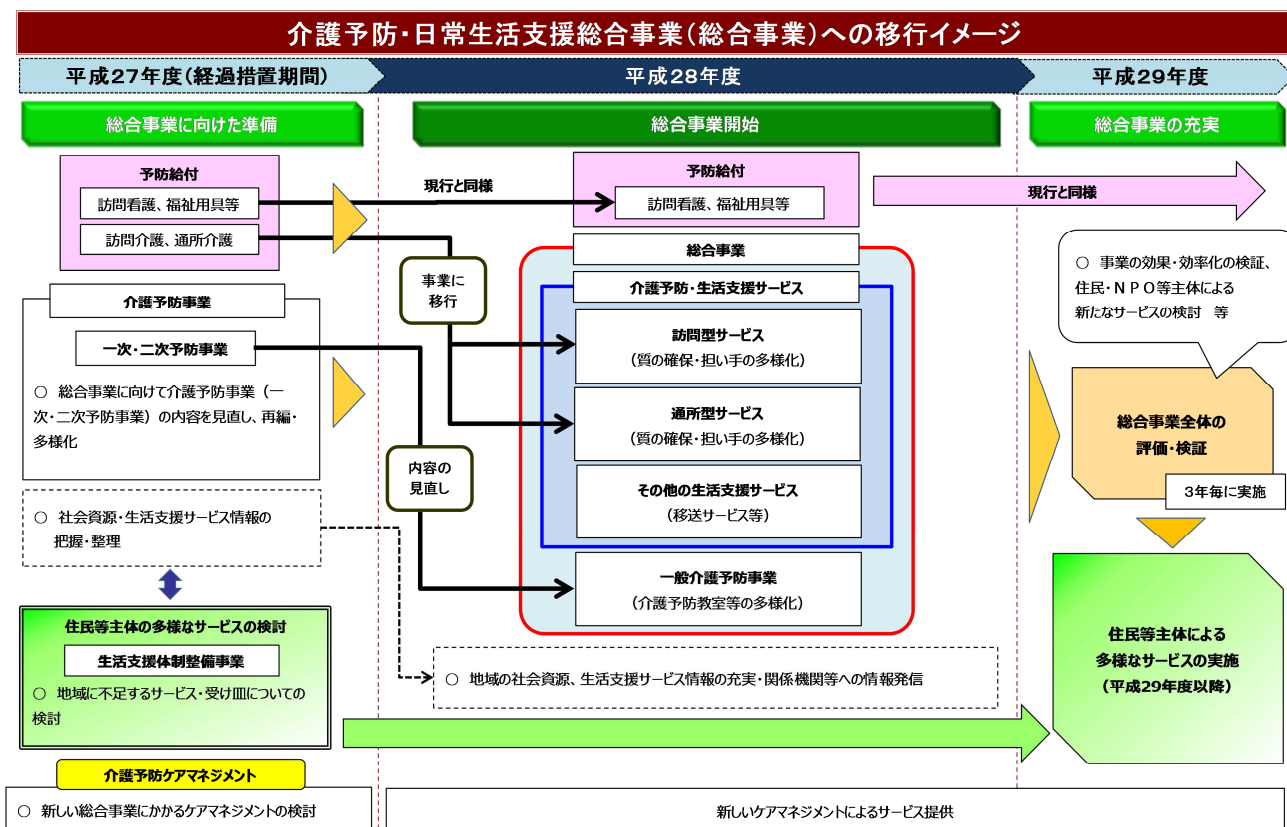 介護予防・日常生活支援総合事業(総合事業)への移行イメージ
平成27年度(経過措置期間)
平成28年度
平成29年度
総合事業に向けた準備
総合事業開始
総合事業の充実
予防給付
訪問看護、福祉用具等
訪問介護、通所介護
現行と同様
予防給付
訪問看護、福祉用具等
現行と同様
事業に
移行
総合事業
介護予防・生活支援サービス
訪問型サービス
(質の確保・担い手の多様化)
通所型サービス
(質の確保・担い手の多様化)
その他の生活支援サービス
(移送サービス等)
一般介護予防事業
(介護予防教室等の多様化)
介護予防事業
一次・二次予防事業
○ 総合事業に向けて介護予防事業(一
次・二次予防事業)の内容を見直し、再編・
多様化
内容の
見直し
○ 社会資源・生活支援サービス情報の
把握・整理
住民等主体の多様なサービスの検討
生活支援体制整備事業
○ 地域に不足するサービス・受け皿についての
検討
○ 地域の社会資源、生活支援サービス情報の充実・関係機関等への情報発信
○ 事業の効果・効率化の検証、
住民・NPO等主体による
新たなサービスの検討 等
総合事業全体の
評価・検証
3年毎に実施
住民等主体による
多様なサービスの実施
(平成29年度以降)
介護予防ケアマネジメント
○ 新しい総合事業にかかるケアマネジメントの検討
新しいケアマネジメントによるサービス提供